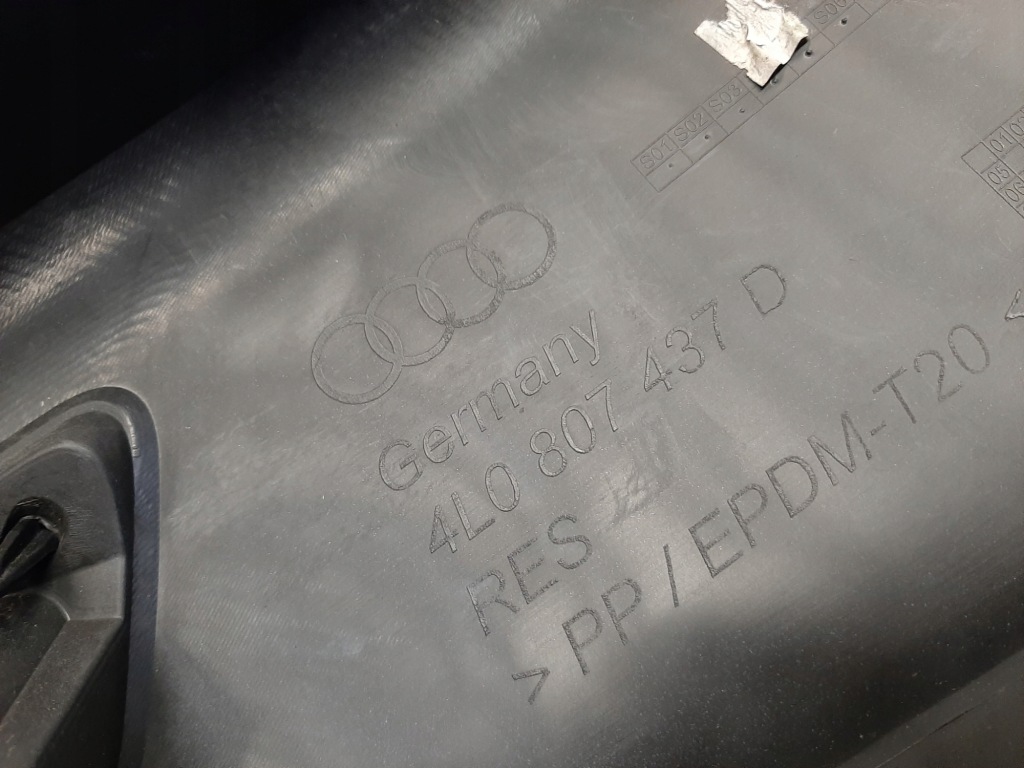 S01 S02 S03
Germany
4L0 807 437 D
RES
>PP / EPDM-T20<